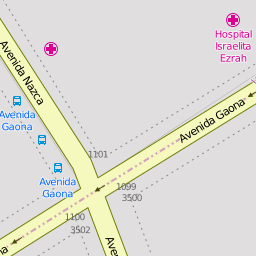 Hospital
Israelita
Ezrah
Avenida Nazca
Avenida
Gaona
Avenida Gaona
1101
Avenida
Gaona
1099
3500
1100
3502